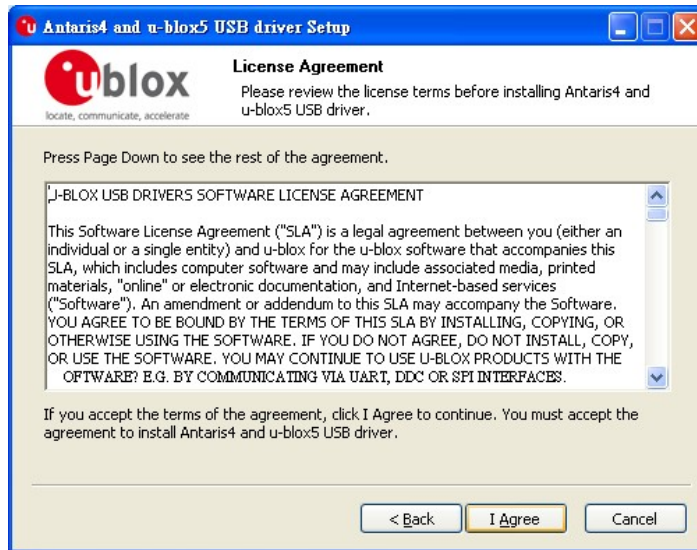 Antaris4 and u-blox5 USB driver Setup
ublox
locate, communicate, accelerate
License Agreement
Please review the license terms before installing Antaris4 and
u-blox5 USB driver.
Press Page Down to see the rest of the agreement.
U-BLOX USB DRIVERS SOFTWARE LICENSE AGREEMENT
This Software License Agreement ("SLA") is a legal agreement between you (either an
individual or a single entity) and u-blox for the u-blox software that accompanies this
SLA, which includes computer software and may include associated media, printed
materials, "online" or electronic documentation, and Internet-based services
("Software"). An amendment or addendum to this SLA may accompany the Software.
YOU AGREE TO BE BOUND BY THE TERMS OF THIS SLA BY INSTALLING, COPYING, OR
OTHERWISE USING THE SOFTWARE. IF YOU DO NOT AGREE, DO NOT INSTALL, COPY,
OR USE THE SOFTWARE. YOU MAY CONTINUE TO USE U-BLOX PRODUCTS WITH THE
OFTWARE? E.G. BY COMMUNICATING VIA UART, DDC OR SPI INTERFACES.
If you accept the terms of the agreement, click I Agree to continue. You must accept the
agreement to install Antaris4 and u-blox5 USB driver.
< Back
I Agree
Cancel